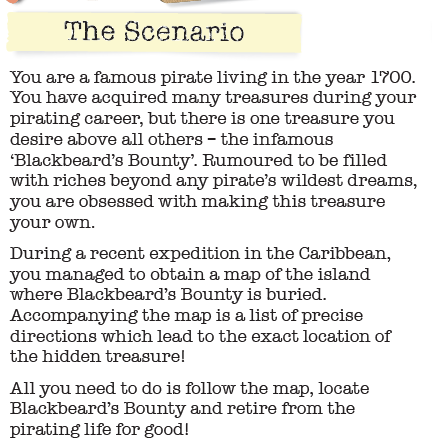 The Scenario
You are a famous pirate living in the year 1700.
You have acquired many treasures during your
pirating career, but there is one treasure you
desire above all others – the infamous
‘Blackbeard’s Bounty’. Rumoured to be filled
with riches beyond any pirate’s wildest dreams,
you are obsessed with making this treasure
your own.
During a recent expedition in the Caribbean,
you managed to obtain a map of the island
where Blackbeard’s Bounty is buried.
Accompanying the map is a list of precise
directions which lead to the exact location of
the hidden treasure!
All you need to do is follow the map, locate
Blackbeard’s Bounty and retire from the
pirating life for good!